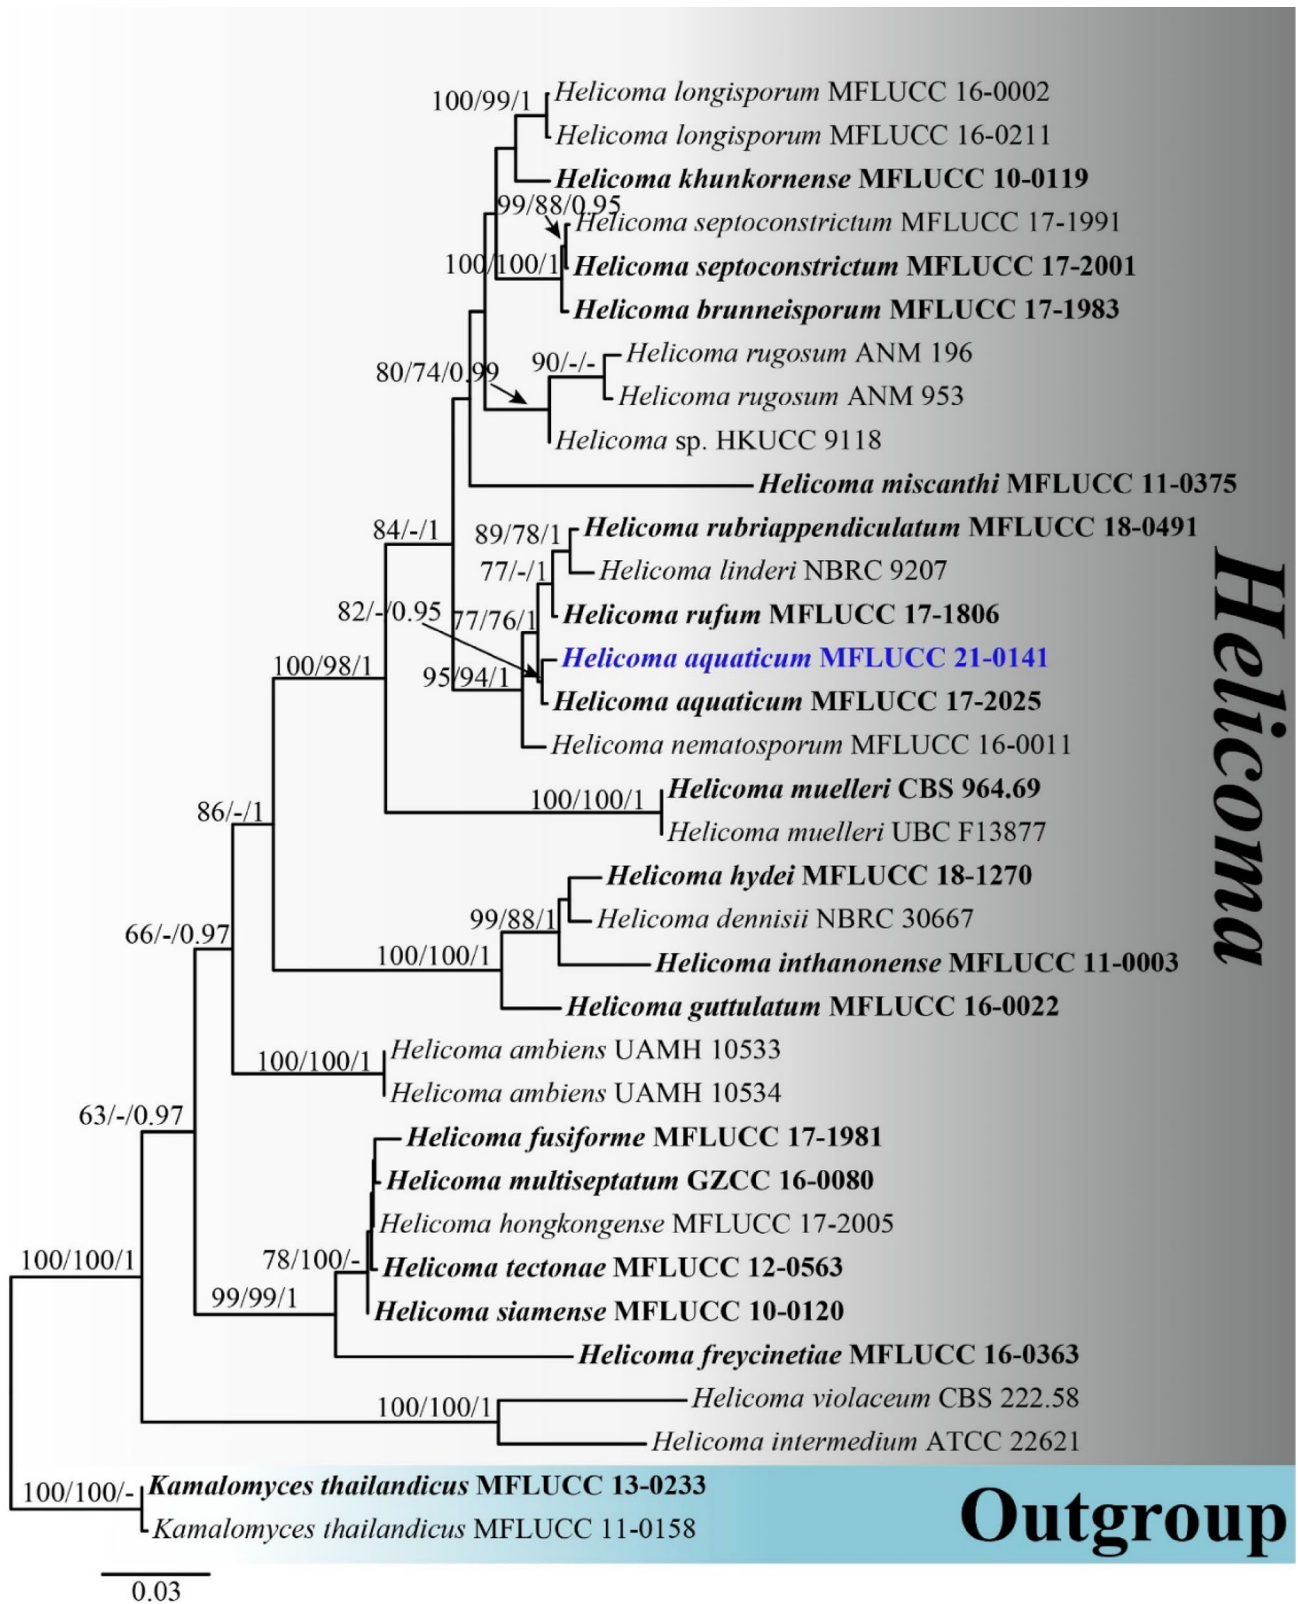 100/99/1
Helicoma longisporum MFLUCC 16-0002
Helicoma longisporum MFLUCC 16-0211
Helicoma khunkornense MFLUCC 10-0119
99/88/0.95
Helicoma septoconstrictum MFLUCC 17-1991
100/100/1
Helicoma septoconstrictum MFLUCC 17-2001
Helicoma brunneisporum MFLUCC 17-1983
80/74/0.99
90/-/-
Helicoma rugosum ANM 196
Helicoma rugosum ANM 953
Helicoma sp. HKUCC 9118
Helicoma miscanthi MFLUCC 11-0375
84/-/1
89/78/1
Helicoma rubriappendiculatum MFLUCC 18-0491
77/-/1
Helicoma linderi NBRC 9207
82/-/0.95
77/76/1
Helicoma rufum MFLUCC 17-1806
100/98/1
95/94/1
Helicoma aquaticum MFLUCC 21-0141
Helicoma aquaticum MFLUCC 17-2025
Helicoma nematosporum MFLUCC 16-0011
86/-/1
100/100/1
Helicoma muelleri CBS 964.69
Helicoma muelleri UBC F13877
Helicoma hydei MFLUCC 18-1270
66/-/0.97
99/88/1
Helicoma dennisii NBRC 30667
100/100/1
Helicoma inthanonense MFLUCC 11-0003
Helicoma guttulatum MFLUCC 16-0022
100/100/1
Helicoma ambiens UAMH 10533
Helicoma ambiens UAMH 10534
63/-/0.97
Helicoma fusiforme MFLUCC 17-1981
Helicoma multiseptatum GZCC 16-0080
Helicoma hongkongense MFLUCC 17-2005
100/100/1
78/100/-
Helicoma tectonae MFLUCC 12-0563
99/99/1
Helicoma siamense MFLUCC 10-0120
Helicoma freycinetiae MFLUCC 16-0363
100/100/1
Helicoma violaceum CBS 222.58
Helicoma intermedium ATCC 22621
Helicoma
100/100/-
Kamalomyces thailandicus MFLUCC 13-0233
Kamalomyces thailandicus MFLUCC 11-0158
Outgroup
0.03